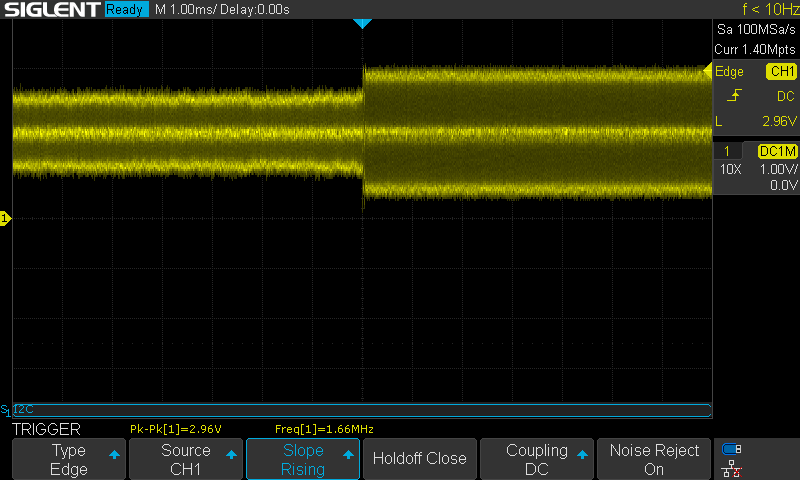 SIGLENT Ready M 1.00ms/ Delay:0.00s f < 10Hz
Sa 100MSa/s
Curr 1.40Mpts
Edge CH1
DC
L 2.96V
1 DC1M
10X 1.00V/
0.0V
1
S1 I2C
TRIGGER Pk-Pk[1]=2.96V Freq[1]=1.66MHz
Type Source Slope Holdoff Close Coupling Noise Reject
Edge CH1 Rising DC On